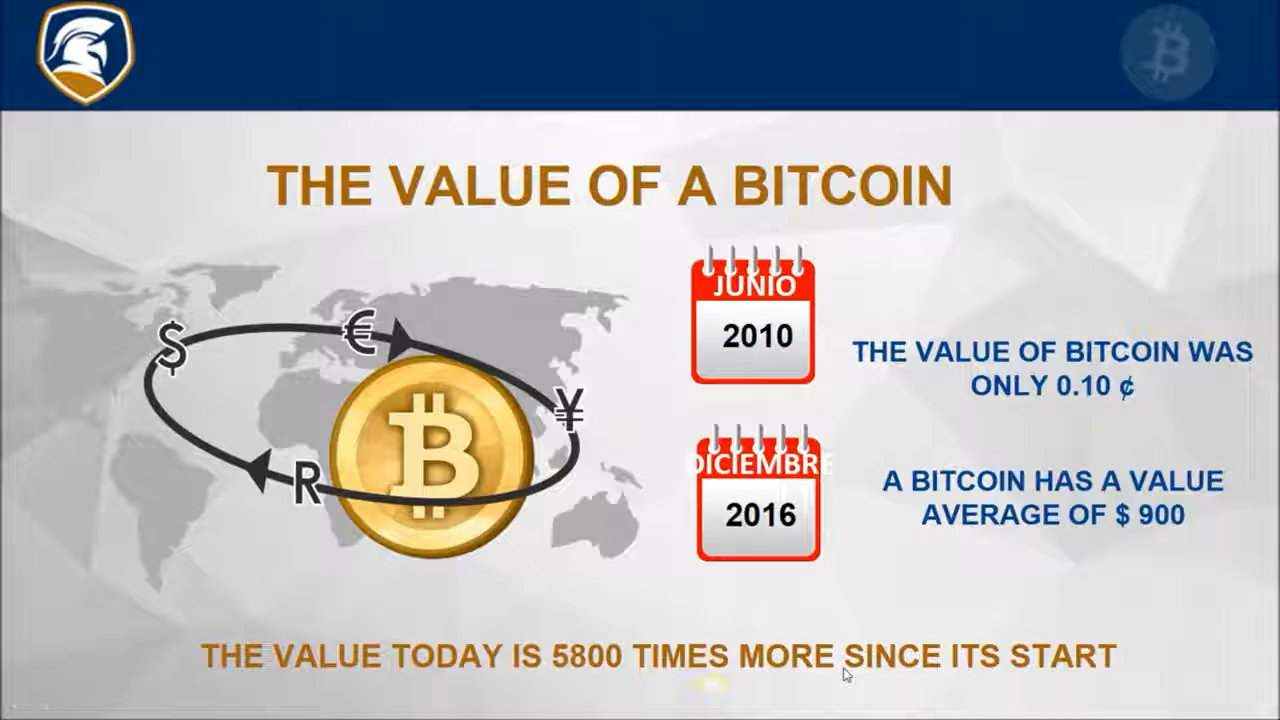 THE VALUE OF A BITCOIN
JUNIO
2010
THE VALUE OF BITCOIN WAS
ONLY 0.10 ¢
$
€
¥
R
B
DICIEMBRE
2016
A BITCOIN HAS A VALUE
AVERAGE OF $ 900
THE VALUE TODAY IS 5800 TIMES MORE SINCE ITS START